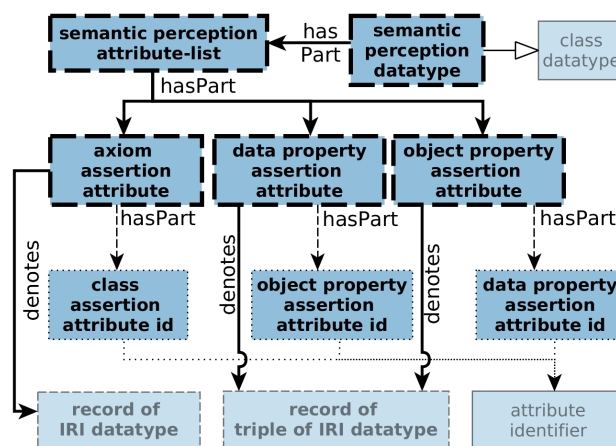 semantic perception
attribute-list
has
Part
semantic
perception
datatype
class
datatype
hasPart
axiom
assertion
attribute
data property
assertion
attribute
object property
assertion
attribute
hasPart
hasPart
hasPart
denotes
denotes
denotes
class
assertion
attribute id
object property
assertion
attribute id
data property
assertion
attribute id
record of
IRI datatype
record of
triple of IRI datatype
attribute
identifier